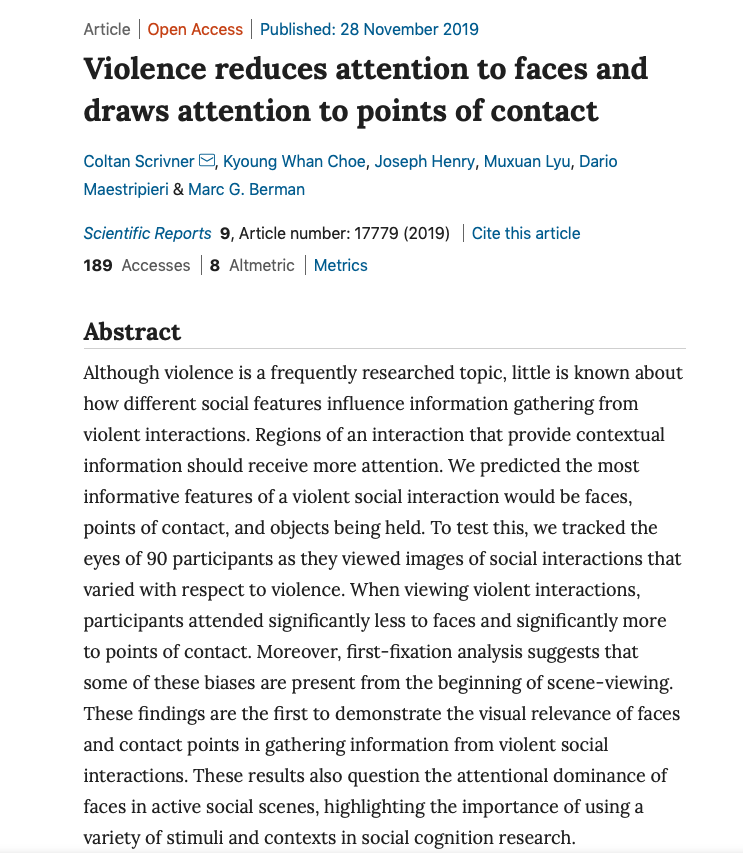 Article | Open Access | Published: 28 November 2019
Violence reduces attention to faces and
draws attention to points of contact
Coltan Scrivner, Kyoung Whan Choe, Joseph Henry, Muxuan Lyu, Dario
Maestripieri & Marc G. Berman
Scientific Reports 9, Article number: 17779 (2019) | Cite this article
189 Accesses | 8 Altmetric | Metrics
Abstract
Although violence is a frequently researched topic, little is known about
how different social features influence information gathering from
violent interactions. Regions of an interaction that provide contextual
information should receive more attention. We predicted the most
informative features of a violent social interaction would be faces,
points of contact, and objects being held. To test this, we tracked the
eyes of 90 participants as they viewed images of social interactions that
varied with respect to violence. When viewing violent interactions,
participants attended significantly less to faces and significantly more
to points of contact. Moreover, first-fixation analysis suggests that
some of these biases are present from the beginning of scene-viewing.
These findings are the first to demonstrate the visual relevance of faces
and contact points in gathering information from violent social
interactions. These results also question the attentional dominance of
faces in active social scenes, highlighting the importance of using a
variety of stimuli and contexts in social cognition research.